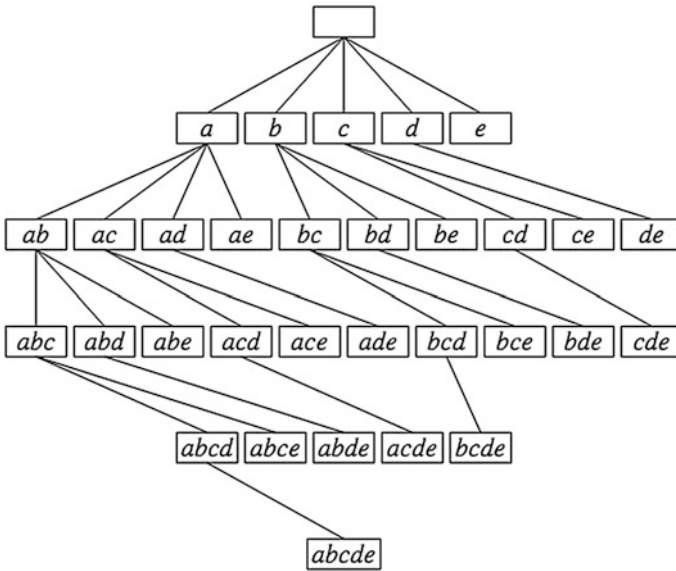 a b c d e
ab ac ad ae bc bd be cd ce de
abc abd abe acd ace ade bcd bce bde cde
abcd abce abde acde bcde
abcde